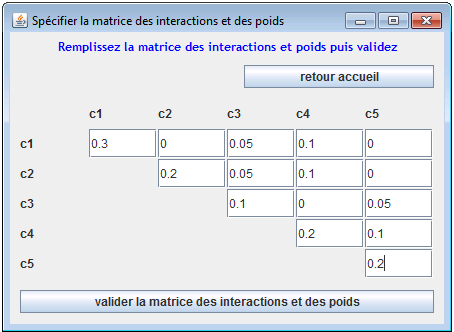 Spécifier la matrice des interactions et des poids
Remplissez la matrice des interactions et poids puis validez
retour accueil
c1 c2 c3 c4 c5
c1 0.3 0 0.05 0.1 0
c2 0.2 0.05 0.1 0
c3 0.1 0 0.05
c4 0.2 0.1
c5 0.2
valider la matrice des interactions et des poids